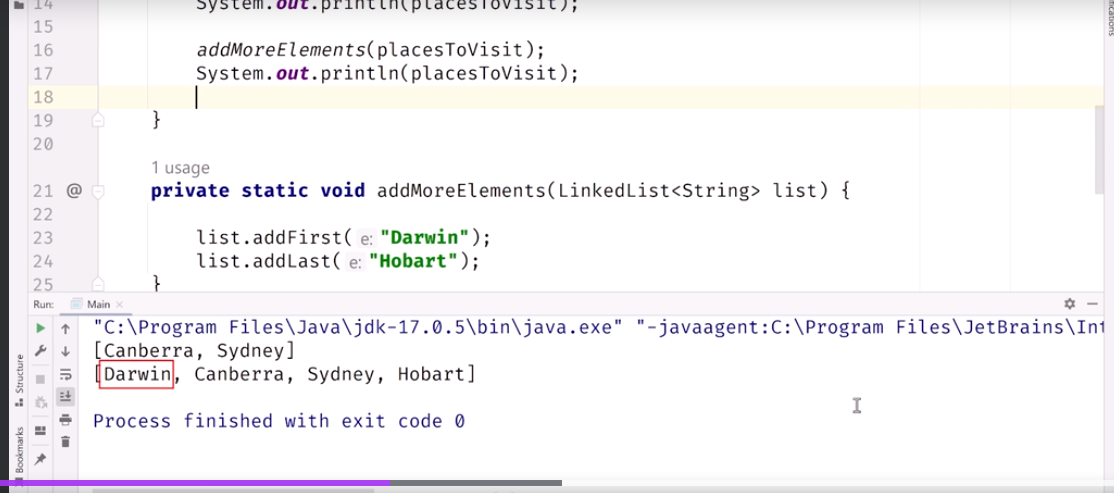 14 System.out.println(placesToVisit);
15
16 addMoreElements(placesToVisit);
17 System.out.println(placesToVisit);
18
19 }
20
1 usage
21 @ private static void addMoreElements(LinkedList<String> list) {
22
23 list.addFirst( e: "Darwin");
24 list.addLast( e: "Hobart");
25 }
Run: Main
"C:\Program Files\Java\jdk-17.0.5\bin\java.exe" "-javaagent:C:\Program Files\JetBrains\Int
[Canberra, Sydney]
[Darwin, Canberra, Sydney, Hobart]
Process finished with exit code 0
Structure
Bookmarks